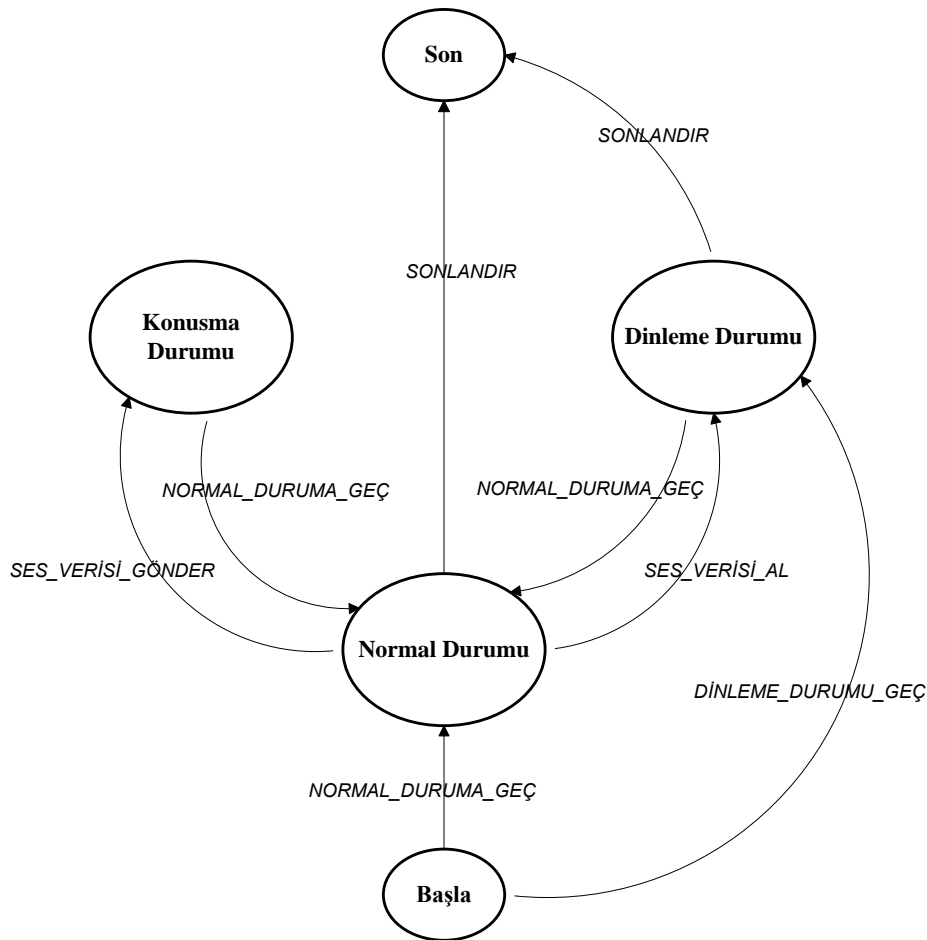 Son
SONLANDIR
SONLANDIR
Konusma
Durumu
Dinleme Durumu
NORMAL_DURUMA_GEÇ
NORMAL_DURUMA_GEÇ
SES_VERİSİ_GÖNDER
SES_VERİSİ_AL
Normal Durumu
DİNLEME_DURUMU_GEÇ
NORMAL_DURUMA_GEÇ
Başla